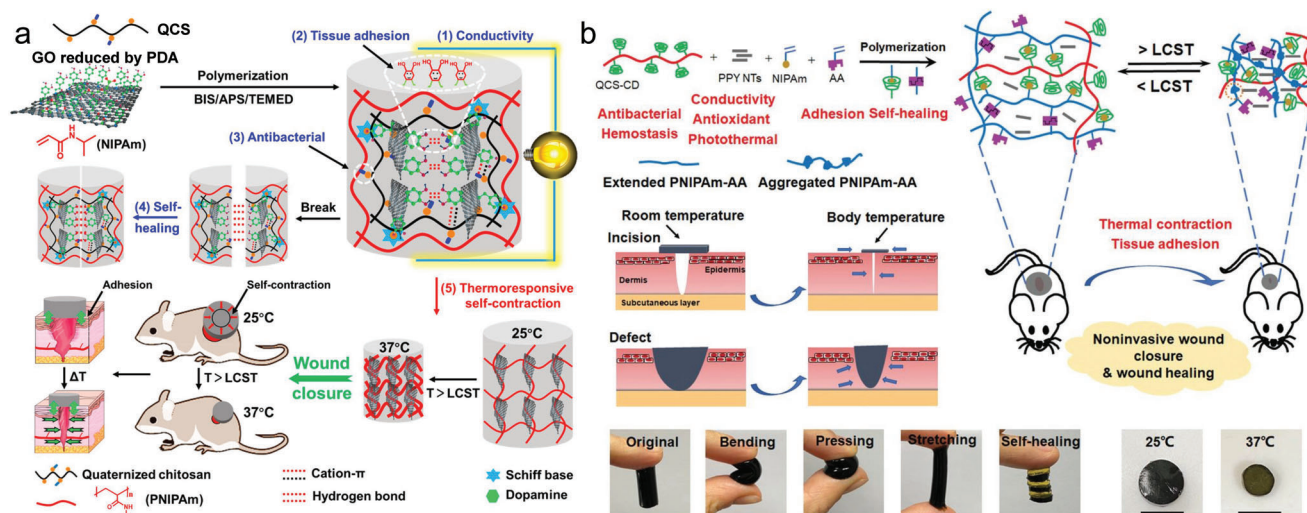 a
QCS
GO reduced by PDA
Polymerization
BIS/APS/TEMED
(NIPAm)
(2) Tissue adhesion
(1) Conductivity
(3) Antibacterial
(4) Self-
healing
Break
(5) Thermoresponsive
self-contraction
Adhesion
Self-contraction
25°C
ΔT
T > LCST
37°C
Wound
closure
37°C
T > LCST
25°C
Quaternized chitosan
Cation-π
Schiff base
(PNIPAm)
Hydrogen bond
Dopamine
b
QCS-CD
+
PPY NTs
+
NIPAm
+
AA
Polymerization
Antibacterial
Hemostasis
Conductivity
Antioxidant
Photothermal
Adhesion
Self-healing
> LCST
< LCST
Extended PNIPAm-AA
Aggregated PNIPAm-AA
Room temperature
Body temperature
Incision
Dermis
Epidermis
Subcutaneous layer
Defect
Thermal contraction
Tissue adhesion
Noninvasive wound
closure
& wound healing
Original
Bending
Pressing
Stretching
Self-healing
25℃
37℃